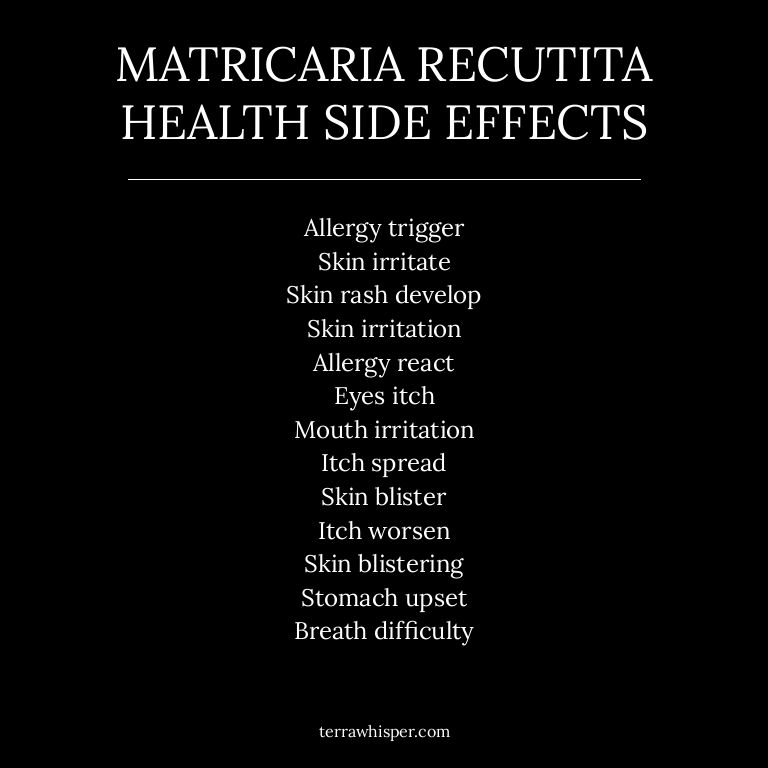 MATRICARIA RECUTITA
HEALTH SIDE EFFECTS
Allergy trigger
Skin irritate
Skin rash develop
Skin irritation
Allergy react
Eyes itch
Mouth irritation
Itch spread
Skin blister
Itch worsen
Skin blistering
Stomach upset
Breath difficulty
terrawhisper.com